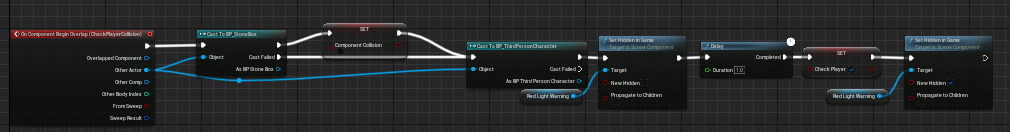 On Component Begin Overlap (CheckPlayerCollision)
Overlapped Component
Other Actor
Other Comp
Other Body Index
From Sweep
Sweep Result
Cast To BP_StoneBox
Object
Cast Failed
As BP Stone Box
SET
Component Collision
Cast To BP_ThirdPersonCharacter
Object
Cast Failed
As BP Third Person Character
Red Light Warning
Set Hidden in Game
Target is Scene Component
Target
New Hidden
Propagate to Children
Delay
Completed
Duration 1.0
SET
Check Player
Red Light Warning
Set Hidden in Game
Target is Scene Component
Target
New Hidden
Propagate to Children